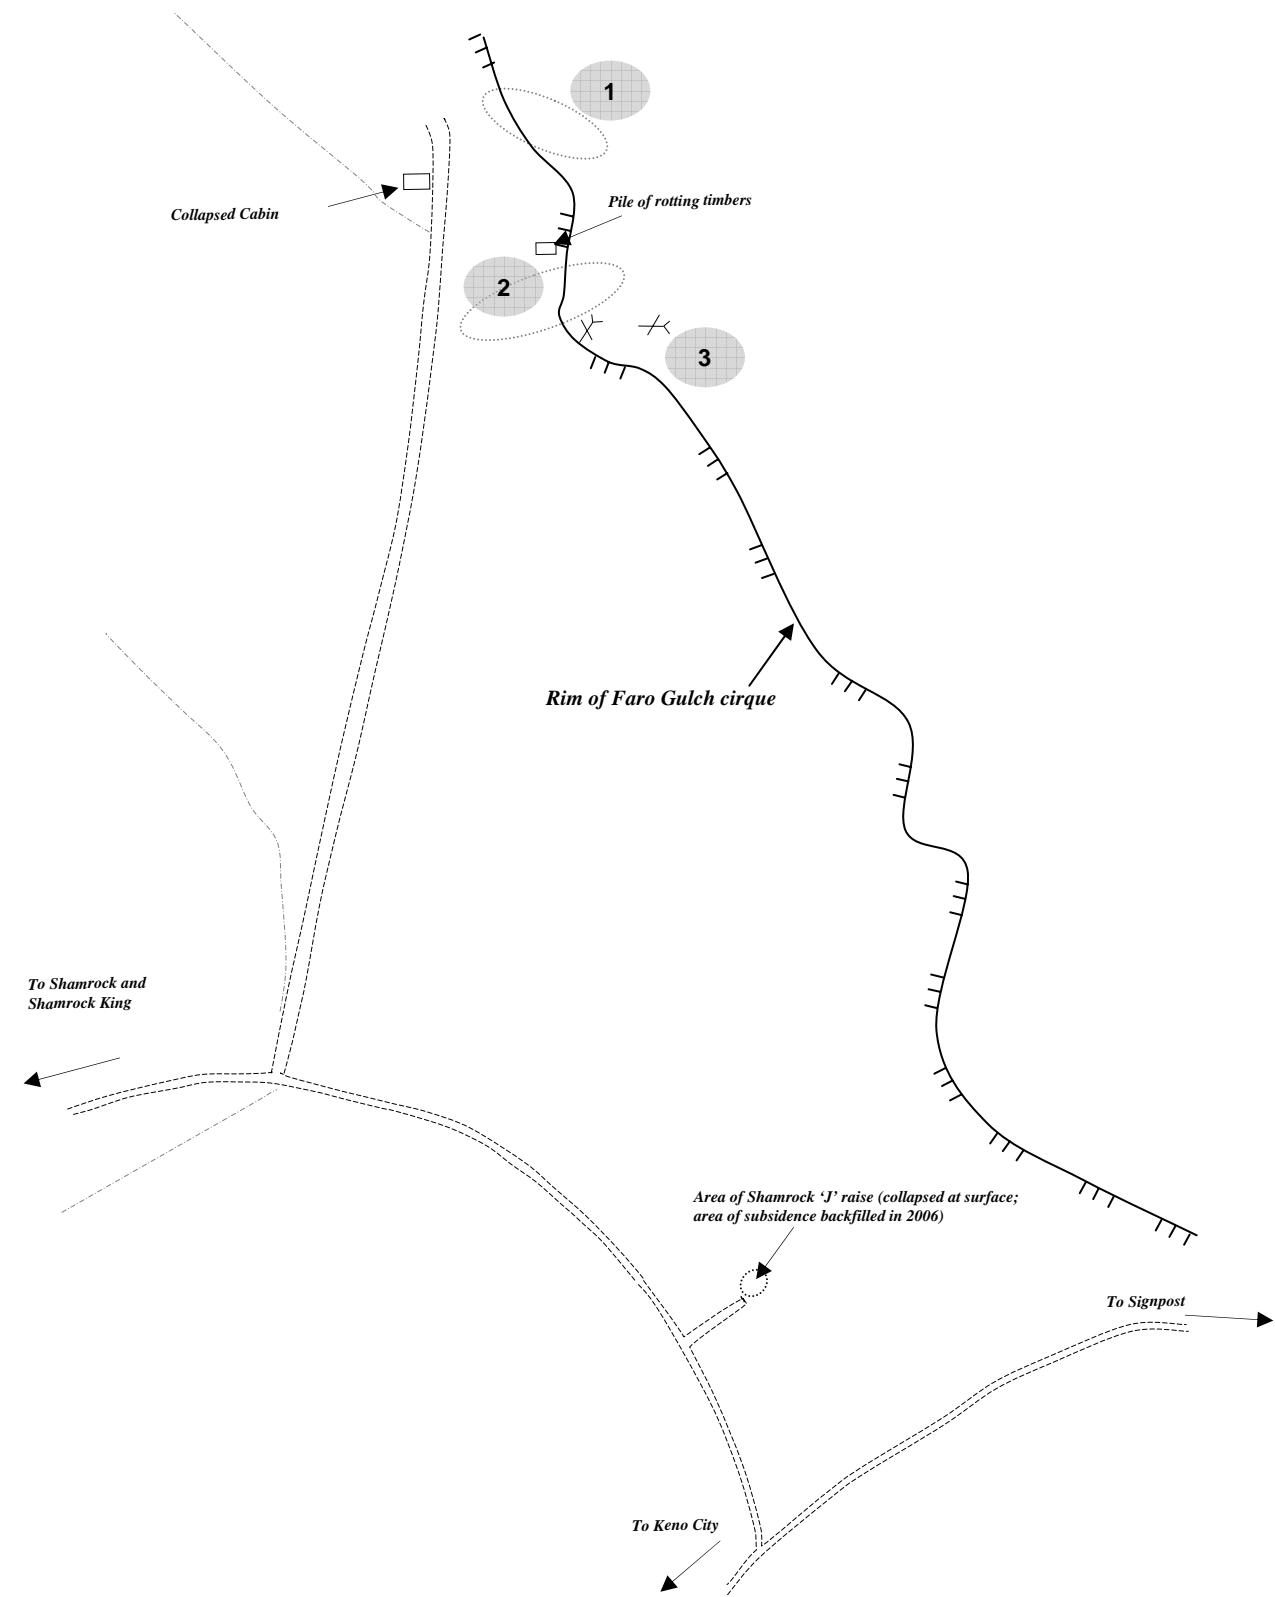 1
Pile of rotting timbers
Collapsed Cabin
2
3
Rim of Faro Gulch cirque
To Shamrock and
Shamrock King
Area of Shamrock ‘J’ raise (collapsed at surface;
area of subsidence backfilled in 2006)
To Signpost
To Keno City